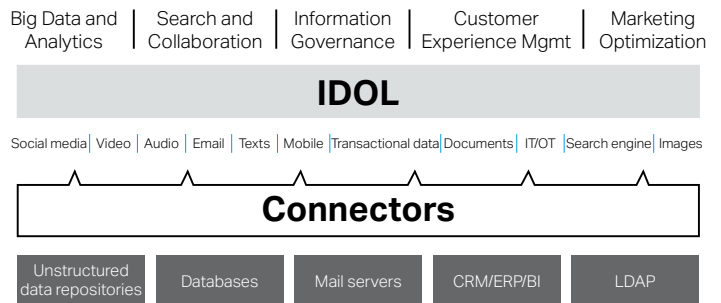 Big Data and Analytics | Search and Collaboration | Information Governance | Customer Experience Mgmt | Marketing Optimization
IDOL
Social media | Video | Audio | Email | Texts | Mobile | Transactional data | Documents | IT/OT | Search engine | Images
Connectors
Unstructured data repositories
Databases
Mail servers
CRM/ERP/BI
LDAP